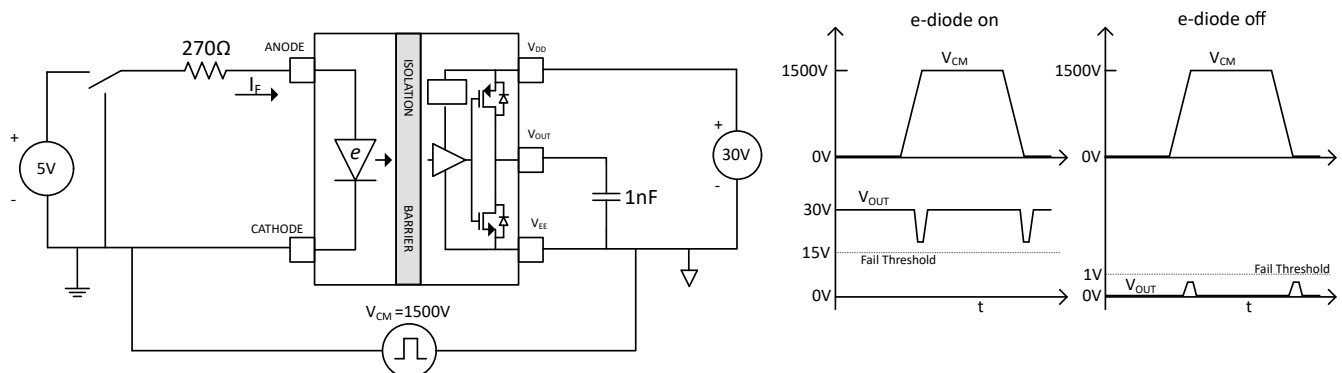 270Ω
ANODE
I_F
+
5V
-
e
CATHODE
ISOLATION
BARRIER
V_DD
V_OUT
V_EE
1nF
+
30V
-
V_CM =1500V
e-diode on
1500V
V_CM
0V
V_OUT
30V
15V
Fail Threshold
0V
t
e-diode off
1500V
V_CM
0V
Fail Threshold
1V
V_OUT
0V
t